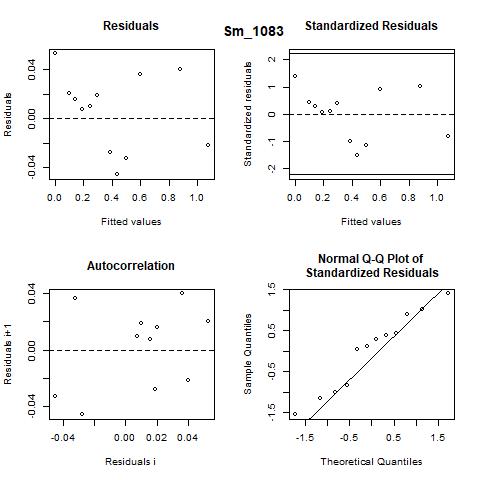 Sm_1083
Residuals
Residuals
-0.04 0.00 0.04
0.0 0.2 0.4 0.6 0.8 1.0
Fitted values
Standardized Residuals
Standardized residuals
-2 -1 0 1 2
0.0 0.2 0.4 0.6 0.8 1.0
Fitted values
Autocorrelation
Residuals i+1
-0.04 0.00 0.04
-0.04 0.00 0.02 0.04
Residuals i
Normal Q-Q Plot of
Standardized Residuals
Sample Quantiles
-1.5 -0.5 0.5 1.5
-1.5 -0.5 0.5 1.5
Theoretical Quantiles